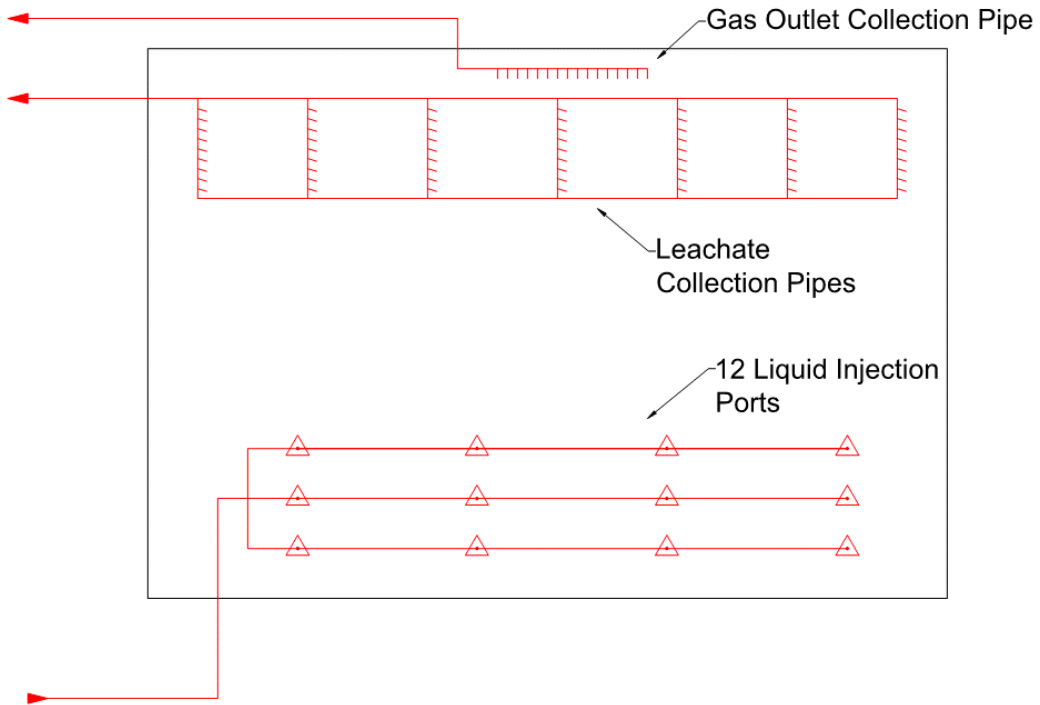 Gas Outlet Collection Pipe
Leachate
Collection Pipes
12 Liquid Injection
Ports